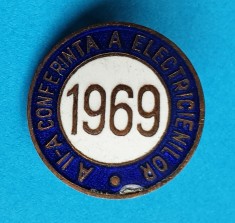 A II-A CONFERINTA A ELECTRICIENILOR
1969